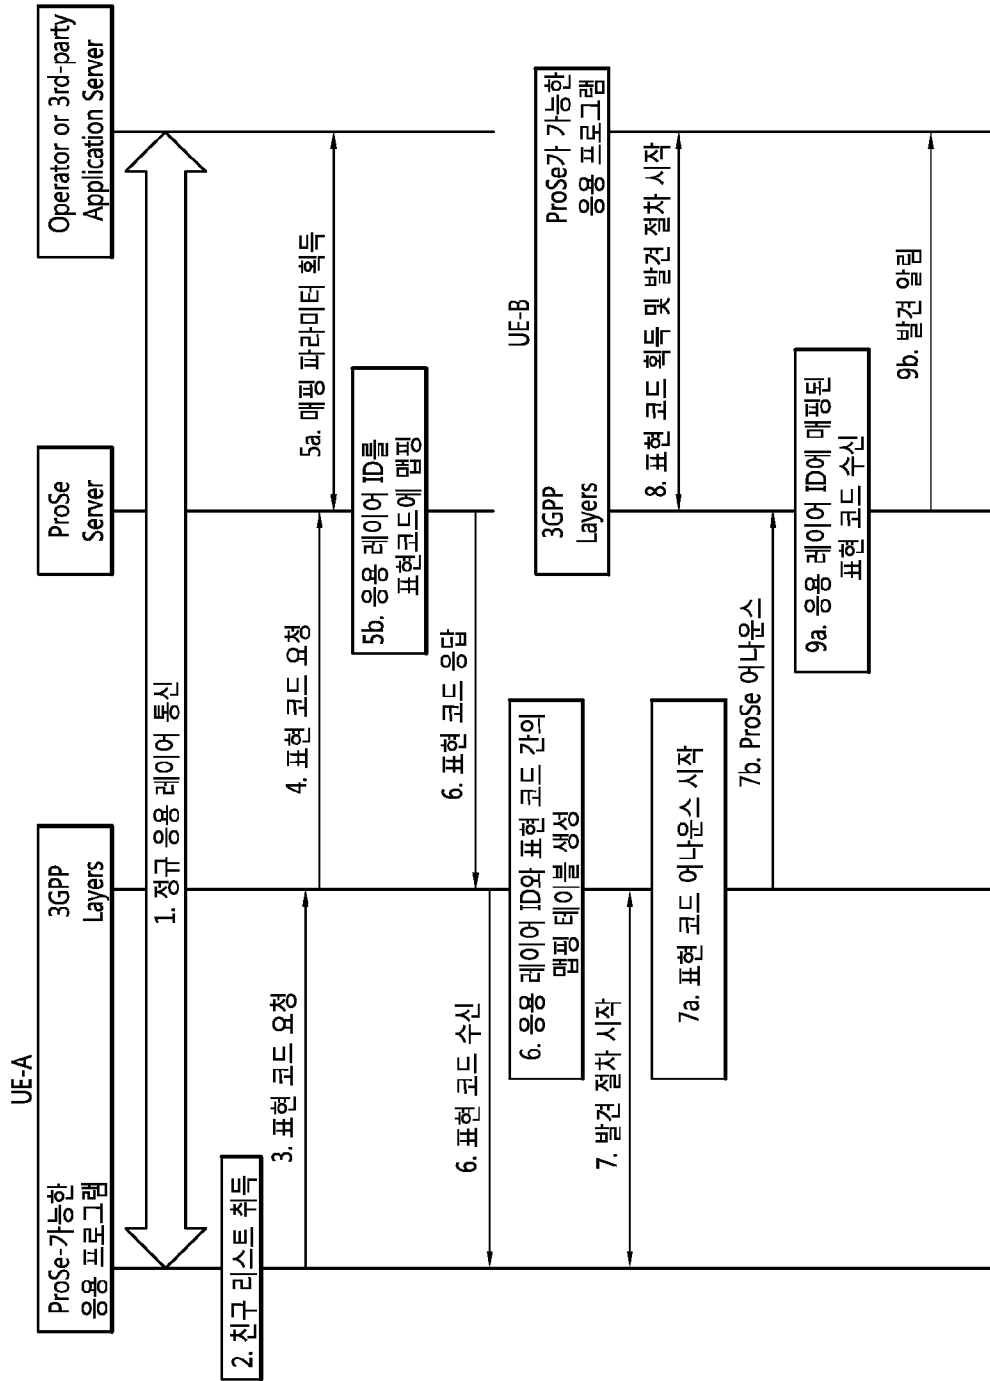 UE-A
ProSe-가능한
응용 프로그램
3GPP
Layers
ProSe
Server
Operator or 3rd-party
Application Server
1. 정규 응용 레이어 통신
2. 친구 리스트 취득
3. 표현 코드 요청
4. 표현 코드 요청
5a. 매핑 파라미터 획득
5b. 응용 레이어 ID를
표현코드에 맵핑
6. 표현 코드 응답
6. 표현 코드 수신
6. 응용 레이어 ID와 표현 코드 간의
맵핑 테이블 생성
UE-B
3GPP
Layers
ProSe가 가능한
응용 프로그램
7. 발견 절차 시작
8. 표현 코드 획득 및 발견 절차 시작
7a. 표현 코드 어나운스 시작
7b. ProSe 어나운스
9a. 응용 레이어 ID에 매핑된
표현 코드 수신
9b. 발견 알림